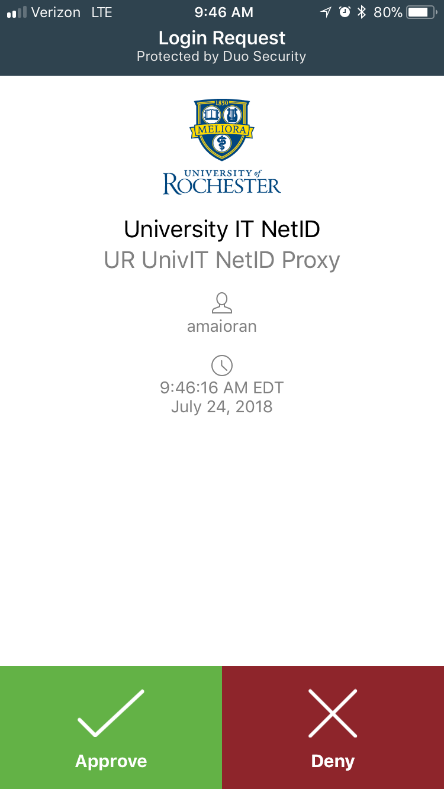 Verizon LTE 9:46 AM 80%
Login Request
Protected by Duo Security
1850
MELIORA
UNIVERSITY of
ROCHESTER
University IT NetID
UR UnivIT NetID Proxy
amaioran
9:46:16 AM EDT
July 24, 2018
Approve Deny